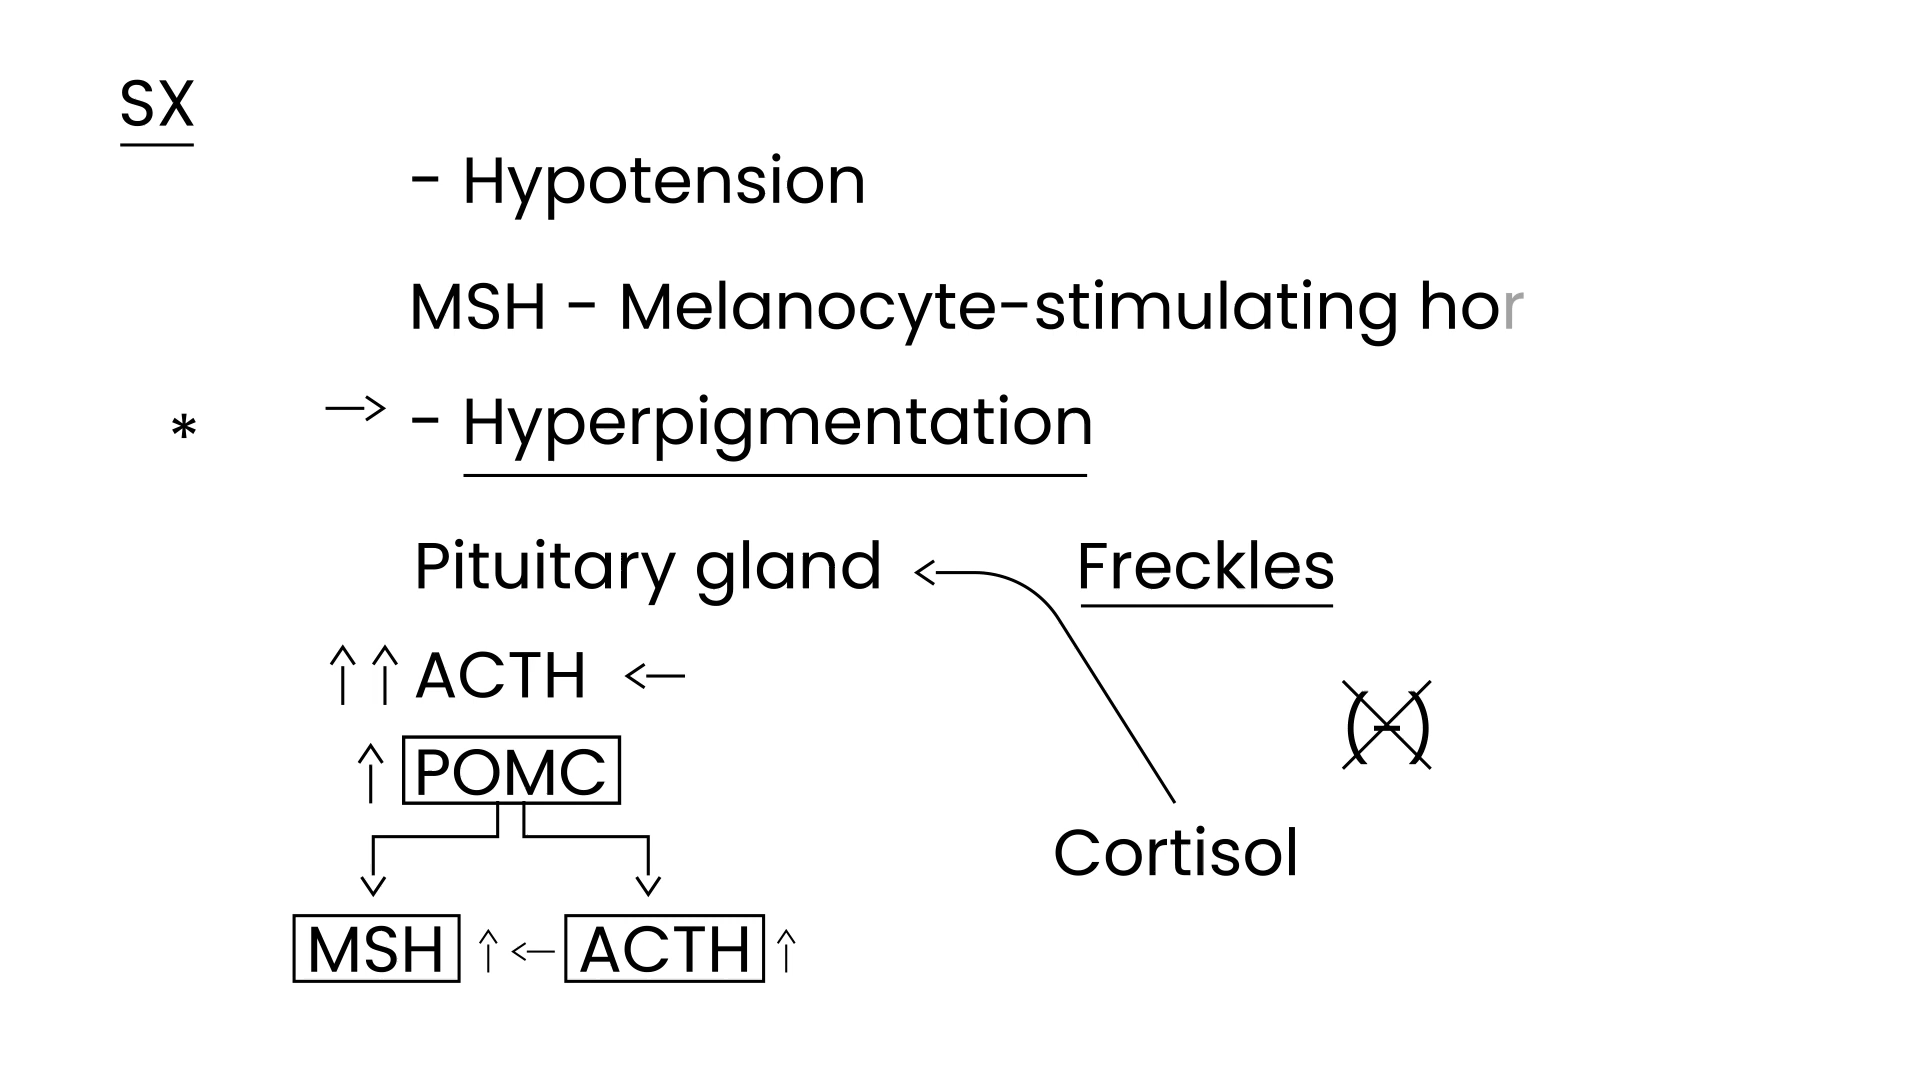 SX
- Hypotension
MSH - Melanocyte-stimulating hor
* → - Hyperpigmentation
Pituitary gland ← Freckles
↑ ↑ ACTH ←
(-)
↑ POMC
Cortisol
MSH ↑ ← ACTH ↑